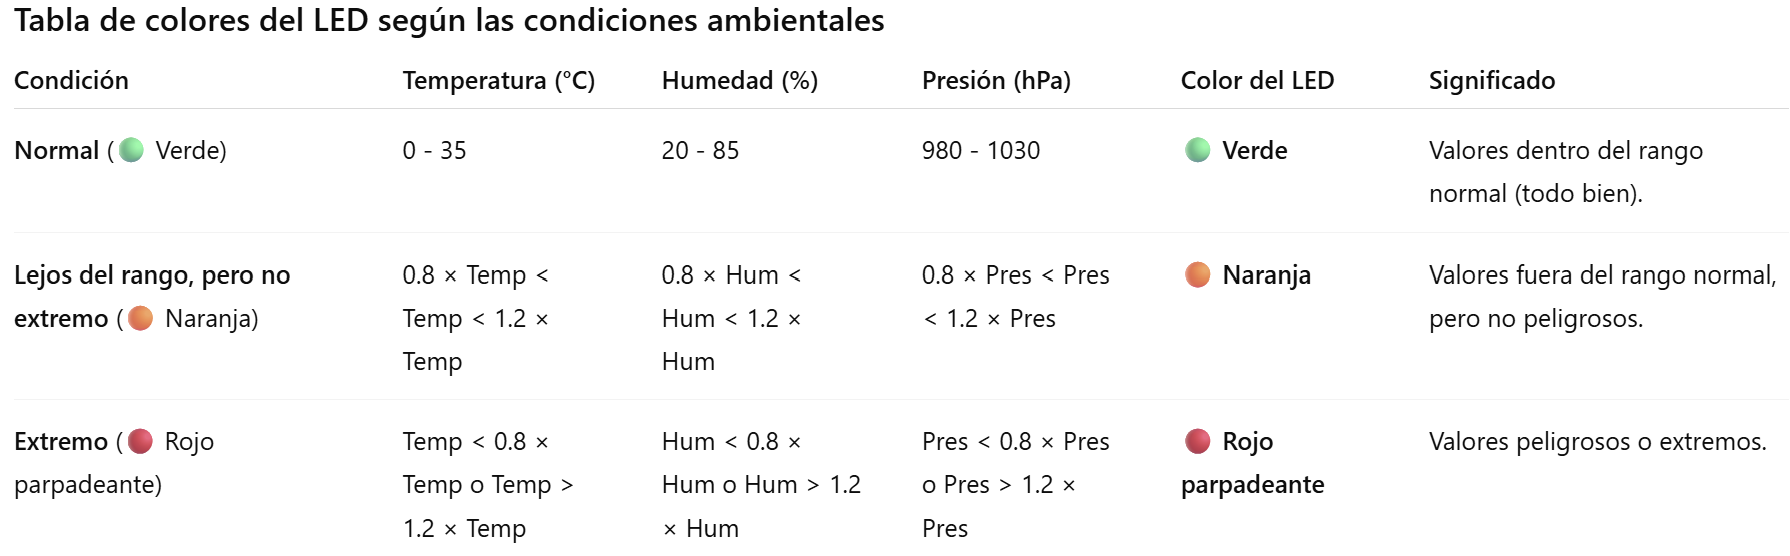 Tabla de colores del LED según las condiciones ambientales
Condición Temperatura (°C) Humedad (%) Presión (hPa) Color del LED Significado
Normal (🟢 Verde) 0 - 35 20 - 85 980 - 1030 🟢 Verde Valores dentro del rango
normal (todo bien).
Lejos del rango, pero no 0.8 × Temp < 0.8 × Hum < 0.8 × Pres < Pres 🟠 Naranja Valores fuera del rango normal,
extremo (🟠 Naranja) Temp < 1.2 × Hum < 1.2 × < 1.2 × Pres pero no peligrosos.
Temp Hum
Extremo (🔴 Rojo Temp < 0.8 × Hum < 0.8 × Pres < 0.8 × Pres 🔴 Rojo Valores peligrosos o extremos.
parpadeante) Temp o Temp > Hum o Hum > 1.2 o Pres > 1.2 × parpadeante
1.2 × Temp × Hum Pres